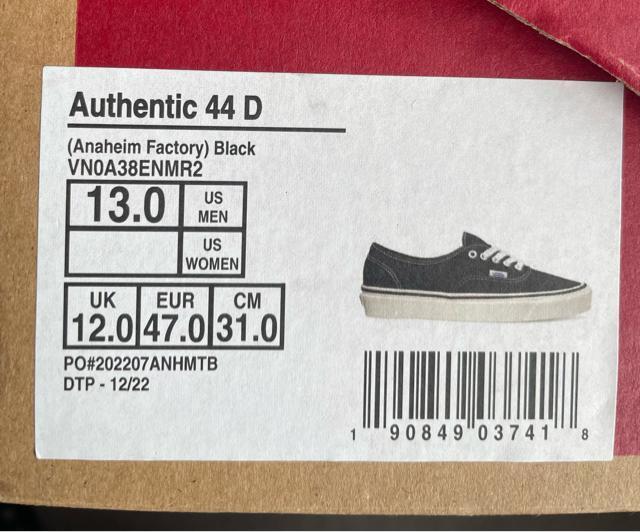 Authentic 44 D
(Anaheim Factory) Black
VN0A38ENMR2
13.0 US MEN
US WOMEN
UK EUR CM
12.0 47.0 31.0
PO#202207ANHMTB
DTP - 12/22
1 90849 03741 8